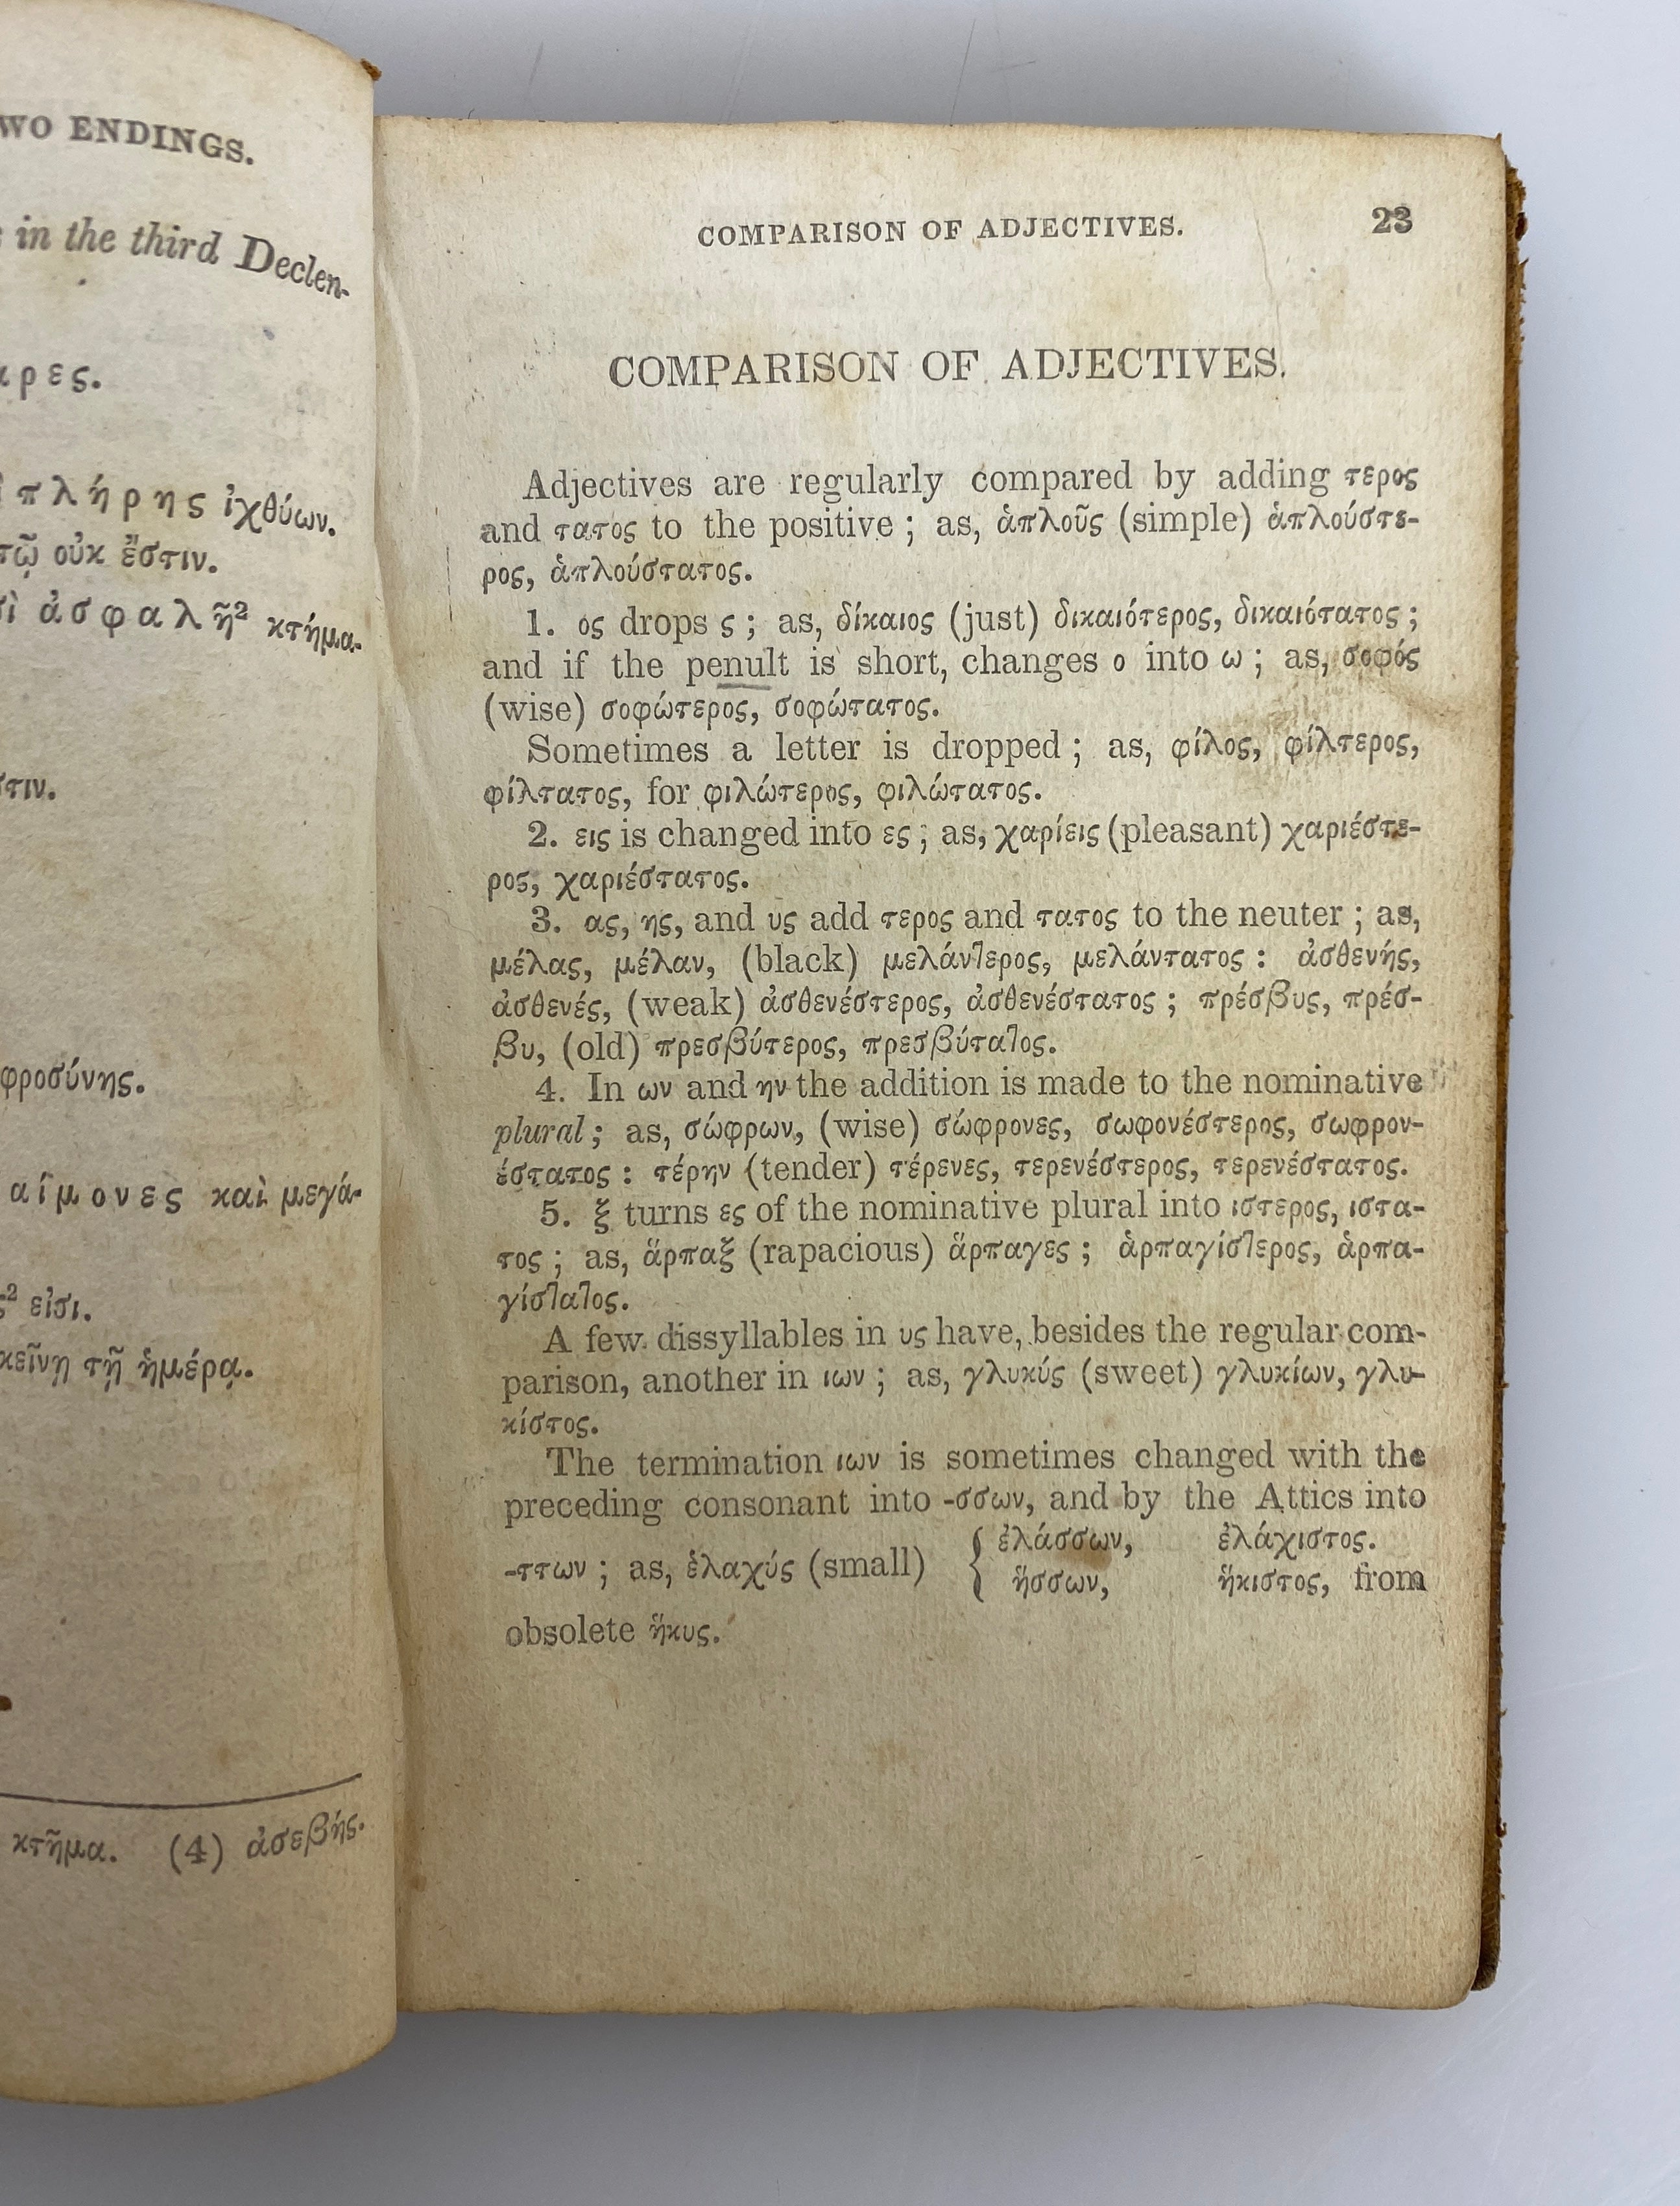 WO ENDINGS.
in the third Declen-
αρες.
πλήρης ἰχθύων.
τῷ οὐκ ἔστιν.
σὶ ἀσφαλῆ² κτήμα-
στιν.
φροσύνης.
αίμονες καὶ μεγά-
ς² εἰσι.
κείνῃ τῇ ἡμέρᾳ.
κτῆμα. (4) ἀσεβής.
COMPARISON OF ADJECTIVES. 23
COMPARISON OF ADJECTIVES.
Adjectives are regularly compared by adding τερος
and τατος to the positive ; as, ἁπλοῦς (simple) ἁπλούστε-
ρος, ἁπλούστατος.
1. ος drops ς ; as, δίκαιος (just) δικαιότερος, δικαιότατος ;
and if the penult is short, changes ο into ω ; as, σοφός
(wise) σοφώτερος, σοφώτατος.
Sometimes a letter is dropped ; as, φίλος, φίλτερος,
φίλτατος, for φιλώτερος, φιλώτατος.
2. εις is changed into ες ; as, χαρίεις (pleasant) χαριέστε-
ρος, χαριέστατος.
3. ας, ης, and υς add τερος and τατος to the neuter ; as,
μέλας, μέλαν, (black) μελάντερος, μελάντατος : ἀσθενής,
ἀσθενές, (weak) ἀσθενέστερος, ἀσθενέστατος ; πρέσβυς, πρέσ-
βυ, (old) πρεσβύτερος, πρεσβύτατος.
4. In ων and ην the addition is made to the nominative
plural ; as, σώφρων, (wise) σώφρονες, σωφονέστερος, σωφρον-
έστατος : τέρην (tender) τέρενες, τερενέστερος, τερενέστατος.
5. ξ turns ες of the nominative plural into ιστερος, ιστα-
τος ; as, ἅρπαξ (rapacious) ἅρπαγες ; ἁρπαγίστερος, ἁρπα-
γίστατος.
A few dissyllables in υς have, besides the regular com-
parison, another in ιων ; as, γλυκύς (sweet) γλυκίων, γλυ-
κίστος.
The termination ιων is sometimes changed with the
preceding consonant into -σσων, and by the Attics into
-ττων ; as, ἐλαχύς (small) { ἐλάσσων, ἐλάχιστος.
ἥσσων, ἥκιστος, from
obsolete ἥκυς.